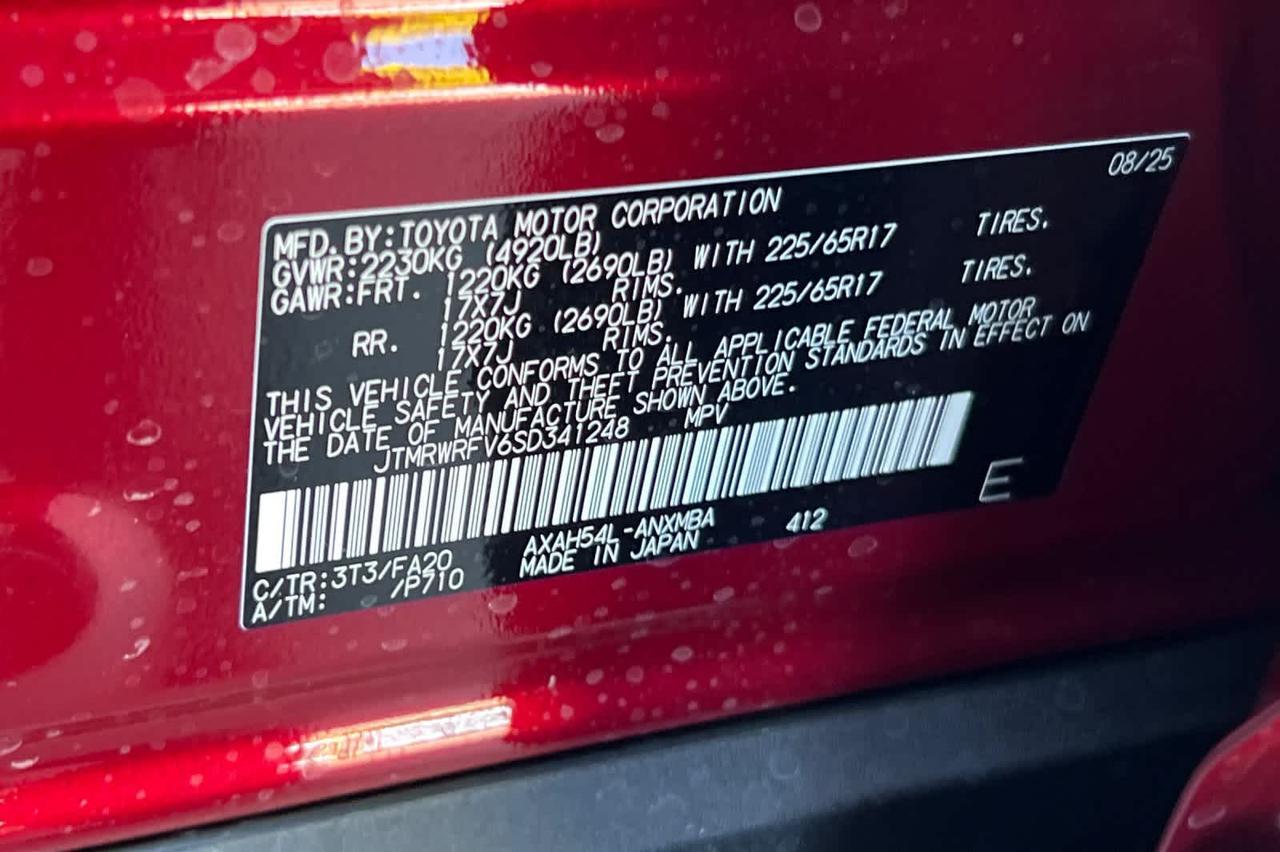 08/25
MFD. BY:TOYOTA MOTOR CORPORATION
GVWR:2230KG (4920LB)
GAWR:FRT. 1220KG (2690LB) WITH 225/65R17 TIRES.
17X7J RIMS.
RR. 1220KG (2690LB) WITH 225/65R17 TIRES.
17X7J RIMS.
THIS VEHICLE CONFORMS TO ALL APPLICABLE FEDERAL MOTOR
VEHICLE SAFETY AND THEFT PREVENTION STANDARDS IN EFFECT ON
THE DATE OF MANUFACTURE SHOWN ABOVE.
JTMRWRFV6SD341248 MPV
E
C/TR:3T3/FA20 AXAH54L-ANXMBA 412
A/TM: /P710 MADE IN JAPAN